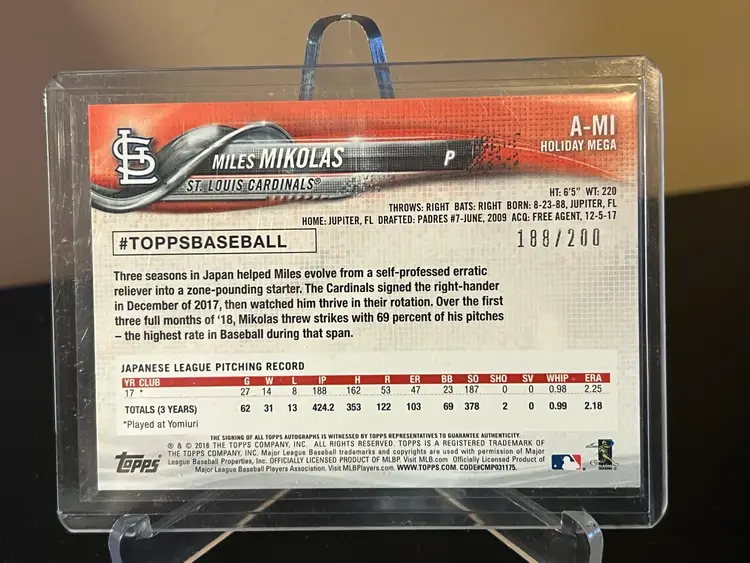 A-MI
HOLIDAY MEGA
STL
MILES MIKOLAS P
ST. LOUIS CARDINALS®
HT: 6'5" WT: 220
THROWS: RIGHT BATS: RIGHT BORN: 8-23-88, JUPITER, FL
HOME: JUPITER, FL DRAFTED: PADRES #7-JUNE, 2009 ACQ: FREE AGENT, 12-5-17
#TOPPSBASEBALL
188/200
Three seasons in Japan helped Miles evolve from a self-professed erratic
reliever into a zone-pounding starter. The Cardinals signed the right-hander
in December of 2017, then watched him thrive in their rotation. Over the first
three full months of '18, Mikolas threw strikes with 69 percent of his pitches
– the highest rate in Baseball during that span.
JAPANESE LEAGUE PITCHING RECORD
YR CLUB G W L IP H R ER BB SO SHO SV WHIP ERA
17 * 27 14 8 188 162 53 47 23 187 0 0 0.98 2.25
TOTALS (3 YEARS) 62 31 13 424.2 353 122 103 69 378 2 0 0.99 2.18
*Played at Yomiuri
THE SIGNING OF ALL TOPPS AUTOGRAPHS IS WITNESSED BY TOPPS REPRESENTATIVES TO GUARANTEE AUTHENTICITY.
® & © 2018 THE TOPPS COMPANY, INC. ALL RIGHTS RESERVED. TOPPS IS A REGISTERED TRADEMARK OF
THE TOPPS COMPANY, INC. Major League Baseball trademarks and copyrights are used with permission of Major
League Baseball Properties, Inc. OFFICIALLY LICENSED PRODUCT OF MLBP. Visit MLB.com Officially Licensed Product of
Major League Baseball Players Association. Visit MLBPlayers.com. WWW.TOPPS.COM. CODE#CMP031175.
Topps